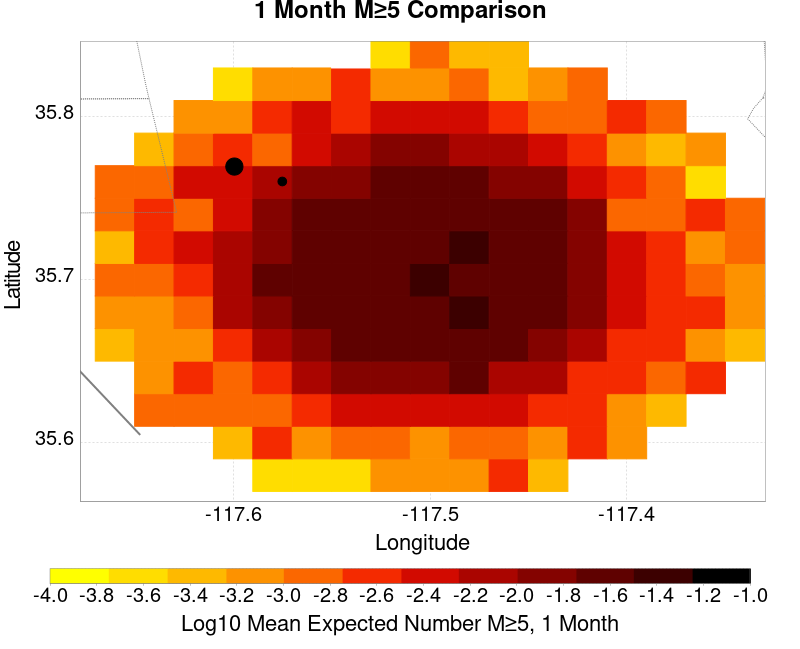 1 Month M≥5 Comparison
35.8
35.7
35.6
Latitude
-117.6 -117.5 -117.4
Longitude
-4.0 -3.8 -3.6 -3.4 -3.2 -3.0 -2.8 -2.6 -2.4 -2.2 -2.0 -1.8 -1.6 -1.4 -1.2 -1.0
Log10 Mean Expected Number M≥5, 1 Month